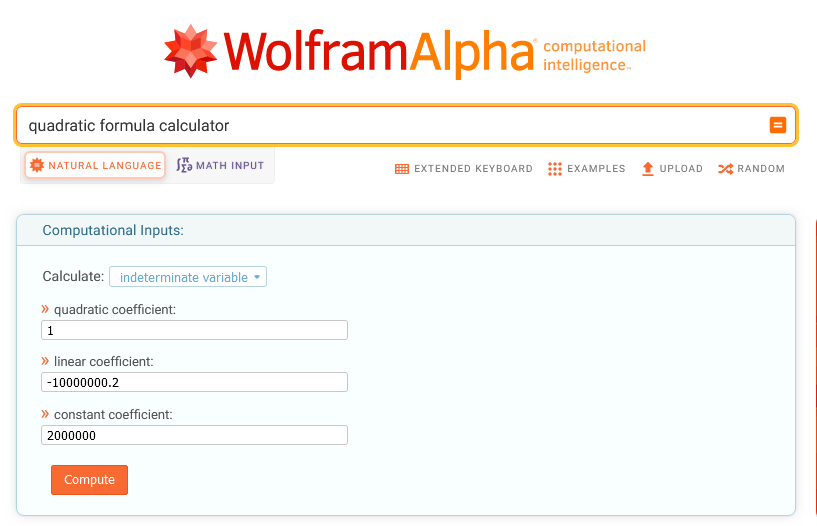 WolframAlpha computational
intelligence™
quadratic formula calculator
NATURAL LANGUAGE MATH INPUT EXTENDED KEYBOARD EXAMPLES UPLOAD RANDOM
Computational Inputs:
Calculate: indeterminate variable
» quadratic coefficient:
1
» linear coefficient:
-10000000.2
» constant coefficient:
2000000
Compute